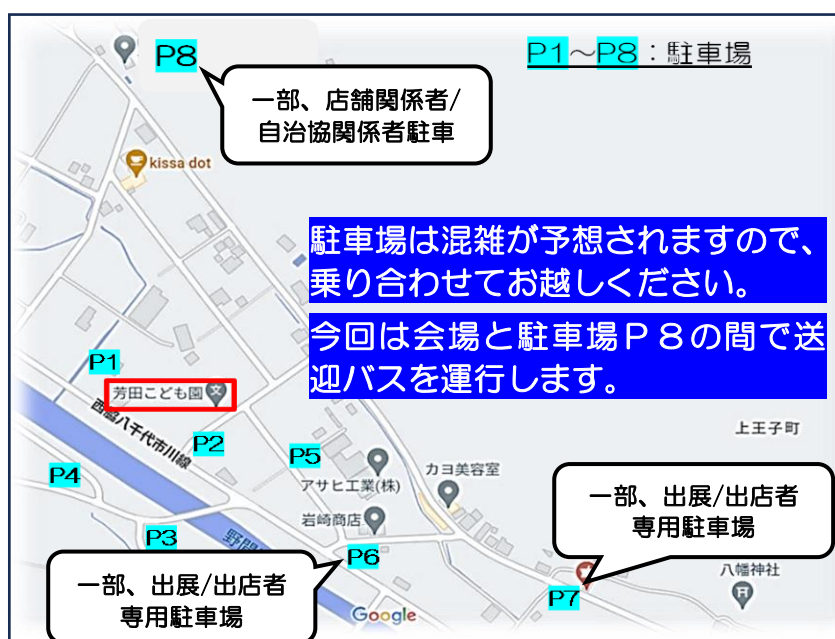 P8
P1～P8：駐車場
一部、店舗関係者/
自治協関係者駐車
kissa dot
駐車場は混雑が予想されますので、
乗り合わせてお越しください。
今回は会場と駐車場Ｐ８の間で送
迎バスを運行します。
P1
芳田こども園
西脇八千代市川線
P2
上王子町
P5
カヨ美容室
P4
アサヒ工業(株)
一部、出展/出店者
専用駐車場
岩崎商店
P3
野間
P6
八幡神社
一部、出展/出店者
専用駐車場
P7
Google